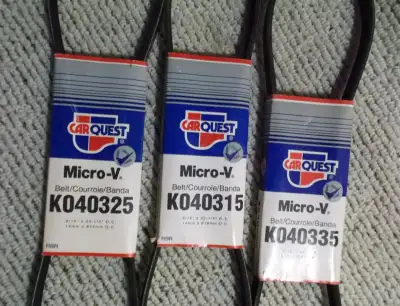 CARQUEST
Micro-V.
Belt/Courroie/Banda
K040325
CARQUEST
Micro-V.
Belt/Courroie/Banda
K040315
CARQUEST
Micro-V.
Belt/Courroie/Banda
K040335